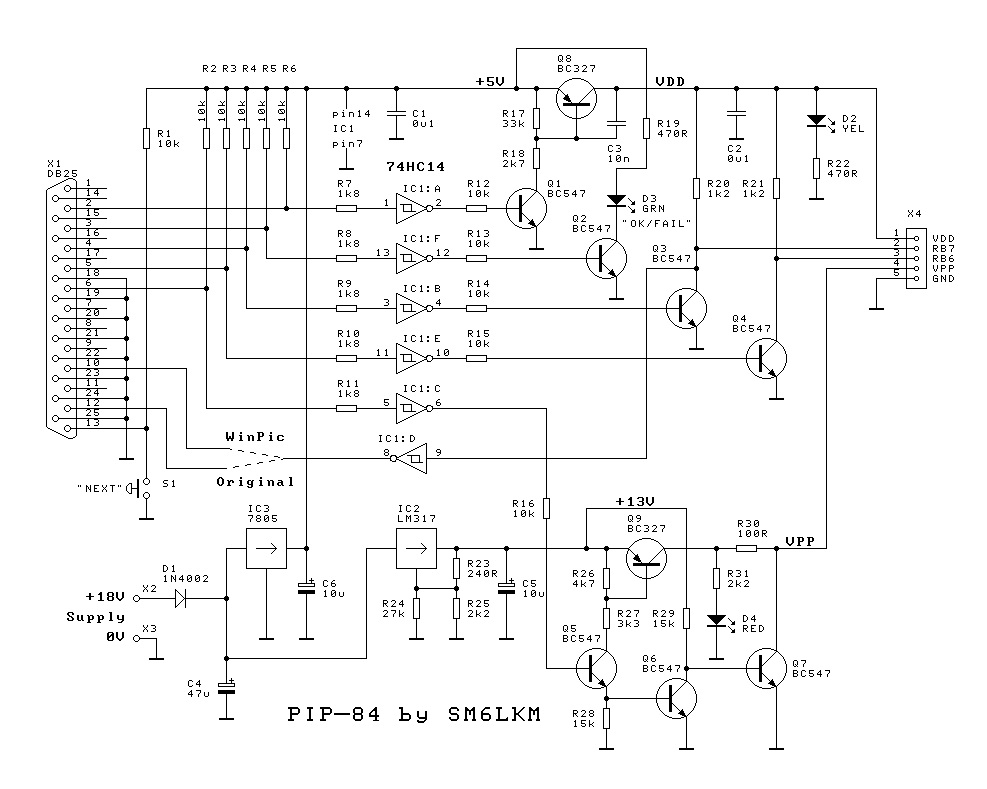 Q8
BC327
R2 R3 R4 R5 R6
+5V
VDD
10k 10k 10k 10k
pin14
IC1
pin7
C1
0u1
R17
33k
C3
10n
R19
470R
C2
0u1
D2
YEL
R1
10k
R18
2k7
R22
470R
X1
DB25
74HC14
R7
1k8
IC1:A
1
2
R12
10k
Q1
BC547
D3
GRN
"OK/FAIL"
R20
1k2
R21
1k2
X4
1
14
2
15
3
16
4
17
5
18
6
19
7
20
8
21
9
22
10
23
11
24
12
25
13
R8
1k8
IC1:F
13
12
R13
10k
Q2
BC547
Q3
BC547
1 VDD
2 RB7
3 RB6
4 VPP
5 GND
R9
1k8
IC1:B
3
4
R14
10k
R10
1k8
IC1:E
11
10
R15
10k
Q4
BC547
R11
1k8
IC1:C
5
6
WinPic
IC1:D
8
9
Original
"NEXT"
S1
IC3
7805
IC2
LM317
R16
10k
+13V
Q9
BC327
R30
100R
VPP
D1
1N4002
X2
+18V
Supply
0V
X3
C6
10u
R23
240R
R24
27k
R25
2k2
C5
10u
R26
4k7
R27
3k3
R29
15k
R31
2k2
D4
RED
Q5
BC547
Q6
BC547
Q7
BC547
C4
47u
R28
15k
PIP-84 by SM6LKM